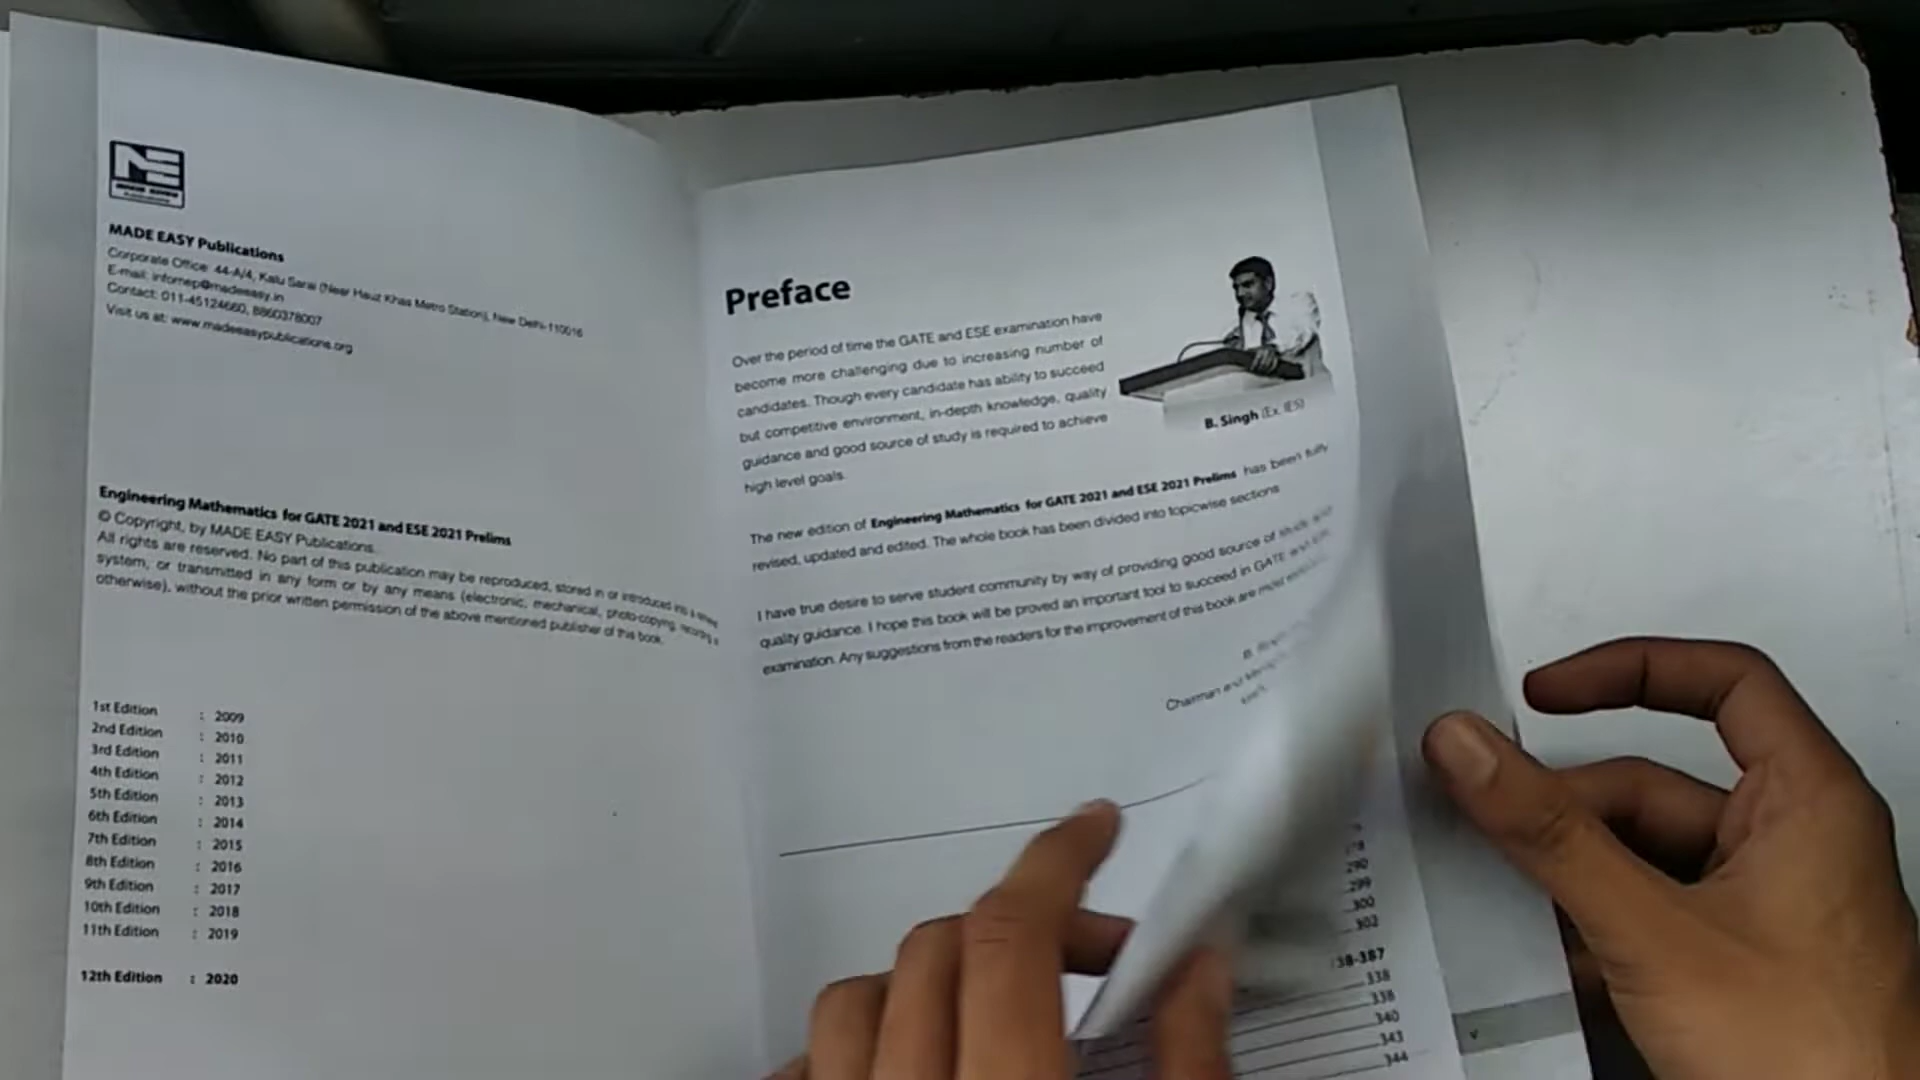 MADE EASY Publications
Corporate Office: 44-A/4, Kalu Sarai (Near Hauz Khas Metro Station), New Delhi-110016
E-mail: infomep@madeeasy.in
Contact: 011-45124660, 8860378007
Visit us at: www.madeeasypublications.org
Engineering Mathematics for GATE 2021 and ESE 2021 Prelims
© Copyright, by MADE EASY Publications.
All rights are reserved. No part of this publication may be reproduced, stored in or introduced into a
system, or transmitted in any form or by any means (electronic, mechanical, photo-copying, recording
otherwise), without the prior written permission of the above mentioned publisher of this book.
1st Edition : 2009
2nd Edition : 2010
3rd Edition : 2011
4th Edition : 2012
5th Edition : 2013
6th Edition : 2014
7th Edition : 2015
8th Edition : 2016
9th Edition : 2017
10th Edition : 2018
11th Edition : 2019
12th Edition : 2020
Preface
Over the period of time the GATE and ESE examination have
become more challenging due to increasing number of
candidates. Though every candidate has ability to succeed
but competitive environment, in-depth knowledge, quality
guidance and good source of study is required to achieve
high level goals.
B. Singh (Ex. IES)
The new edition of Engineering Mathematics for GATE 2021 and ESE 2021 Prelims has been fully
revised, updated and edited. The whole book has been divided into topicwise sections.
I have true desire to serve student community by way of providing good source of study and
quality guidance. I hope this book will be proved an important tool to succeed in GATE and
examination. Any suggestions from the readers for the improvement of this book are most
Chairman and
290
299
300
302
38-387
338
338
340
343
344
v